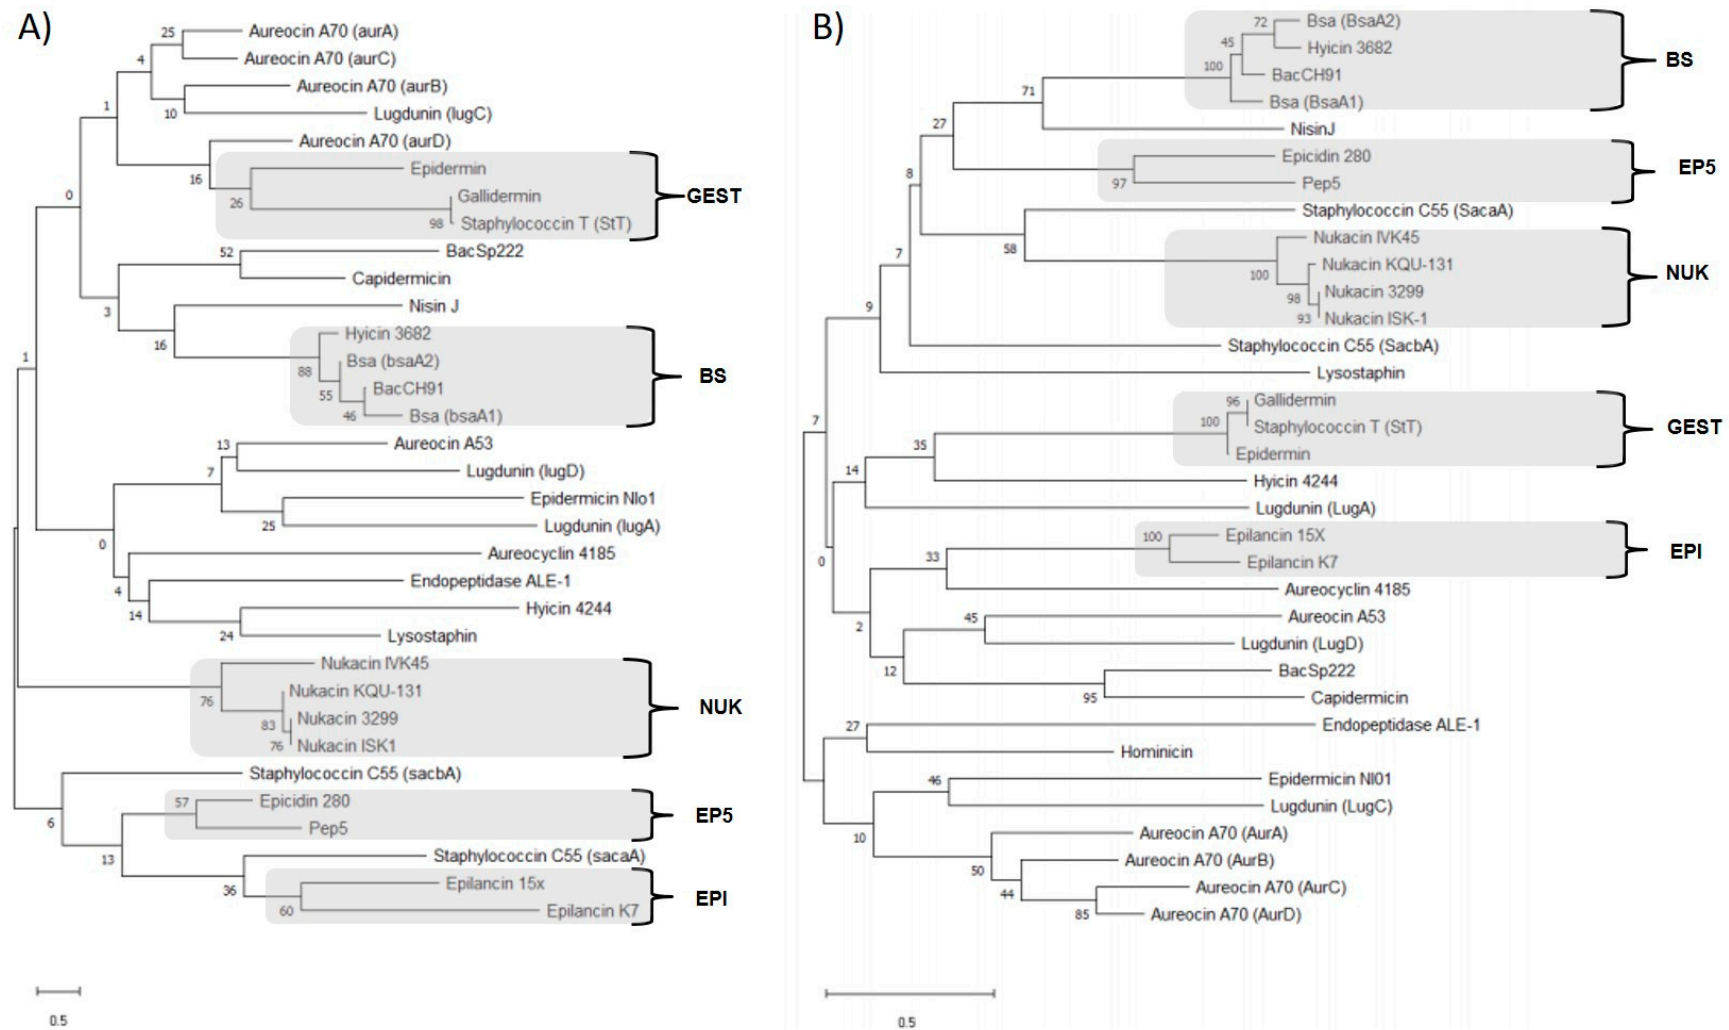 A)
25
Aureocin A70 (aurA)
Aureocin A70 (aurC)
4
Aureocin A70 (aurB)
10
Lugdunin (lugC)
1
Aureocin A70 (aurD)
16
Epidermin
26
Gallidermin
98
Staphylococcin T (StT)
GEST
0
52
BacSp222
Capidermicin
3
Nisin J
16
Hyicin 3682
88
Bsa (bsaA2)
55
BacCH91
46
Bsa (bsaA1)
BS
1
13
Aureocin A53
7
Lugdunin (lugD)
Epidermicin Nlo1
25
Lugdunin (lugA)
0
Aureocyclin 4185
4
Endopeptidase ALE-1
14
Hyicin 4244
24
Lysostaphin
Nukacin IVK45
76
Nukacin KQU-131
83
Nukacin 3299
76
Nukacin ISK1
NUK
Staphylococcin C55 (sacbA)
6
57
Epicidin 280
Pep5
EP5
13
Staphylococcin C55 (sacaA)
36
Epilancin 15x
60
Epilancin K7
EPI
0.5
B)
72
Bsa (BsaA2)
45
Hyicin 3682
100
BacCH91
Bsa (BsaA1)
BS
71
NisinJ
27
Epicidin 280
97
Pep5
EP5
8
Staphylococcin C55 (SacaA)
58
Nukacin IVK45
100
Nukacin KQU-131
98
Nukacin 3299
93
Nukacin ISK-1
NUK
7
Staphylococcin C55 (SacbA)
9
Lysostaphin
7
96
Gallidermin
100
Staphylococcin T (StT)
Epidermin
GEST
35
Hyicin 4244
14
Lugdunin (LugA)
0
100
Epilancin 15X
Epilancin K7
EPI
33
Aureocyclin 4185
2
45
Aureocin A53
Lugdunin (LugD)
12
BacSp222
95
Capidermicin
27
Endopeptidase ALE-1
Hominicin
46
Epidermicin NI01
Lugdunin (LugC)
10
Aureocin A70 (AurA)
50
Aureocin A70 (AurB)
44
Aureocin A70 (AurC)
85
Aureocin A70 (AurD)
0.5